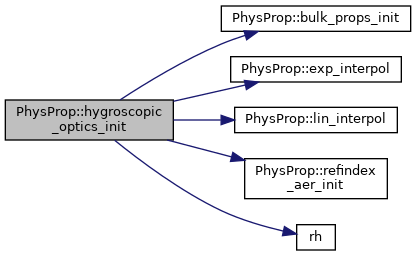 PhysProp::hygroscopic
_optics_init
PhysProp::bulk_props_init
PhysProp::exp_interpol
PhysProp::lin_interpol
PhysProp::refindex
_aer_init
rh